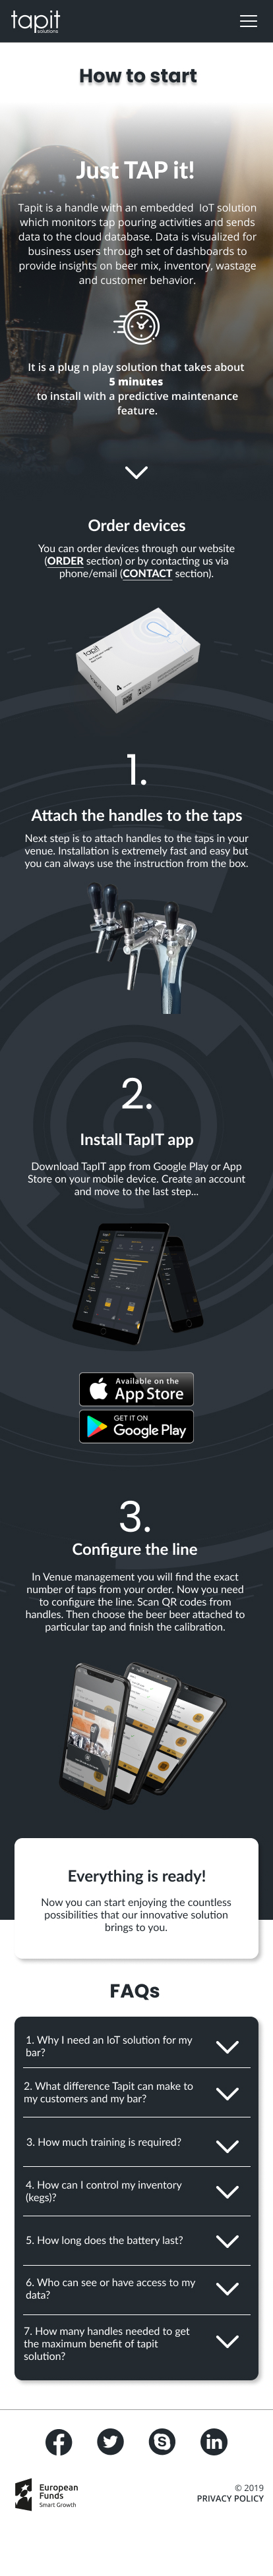 tapit
solutions
How to start
Just TAP it!
Tapit is a handle with an embedded IoT solution
which monitors tap pouring activities and sends
data to the cloud database. Data is visualized for
business users through set of dashboards to
provide insights on beer mix, inventory, wastage
and customer behavior.
It is a plug n play solution that takes about
5 minutes
to install with a predictive maintenance
feature.
Order devices
You can order devices through our website
(ORDER section) or by contacting us via
phone/email (CONTACT section).
tapit
1.
Attach the handles to the taps
Next step is to attach handles to the taps in your
venue. Installation is extremely fast and easy but
you can always use the instruction from the box.
2.
Install TapIT app
Download TapIT app from Google Play or App
Store on your mobile device. Create an account
and move to the last step...
Available on the
App Store
GET IT ON
Google Play
3.
Configure the line
In Venue management you will find the exact
number of taps from your order. Now you need
to configure the line. Scan QR codes from
handles. Then choose the beer beer attached to
particular tap and finish the calibration.
Everything is ready!
Now you can start enjoying the countless
possibilities that our innovative solution
brings to you.
FAQs
1. Why I need an IoT solution for my
bar?
2. What difference Tapit can make to
my customers and my bar?
3. How much training is required?
4. How can I control my inventory
(kegs)?
5. How long does the battery last?
6. Who can see or have access to my
data?
7. How many handles needed to get
the maximum benefit of tapit
solution?
European
Funds
Smart Growth
© 2019
PRIVACY POLICY